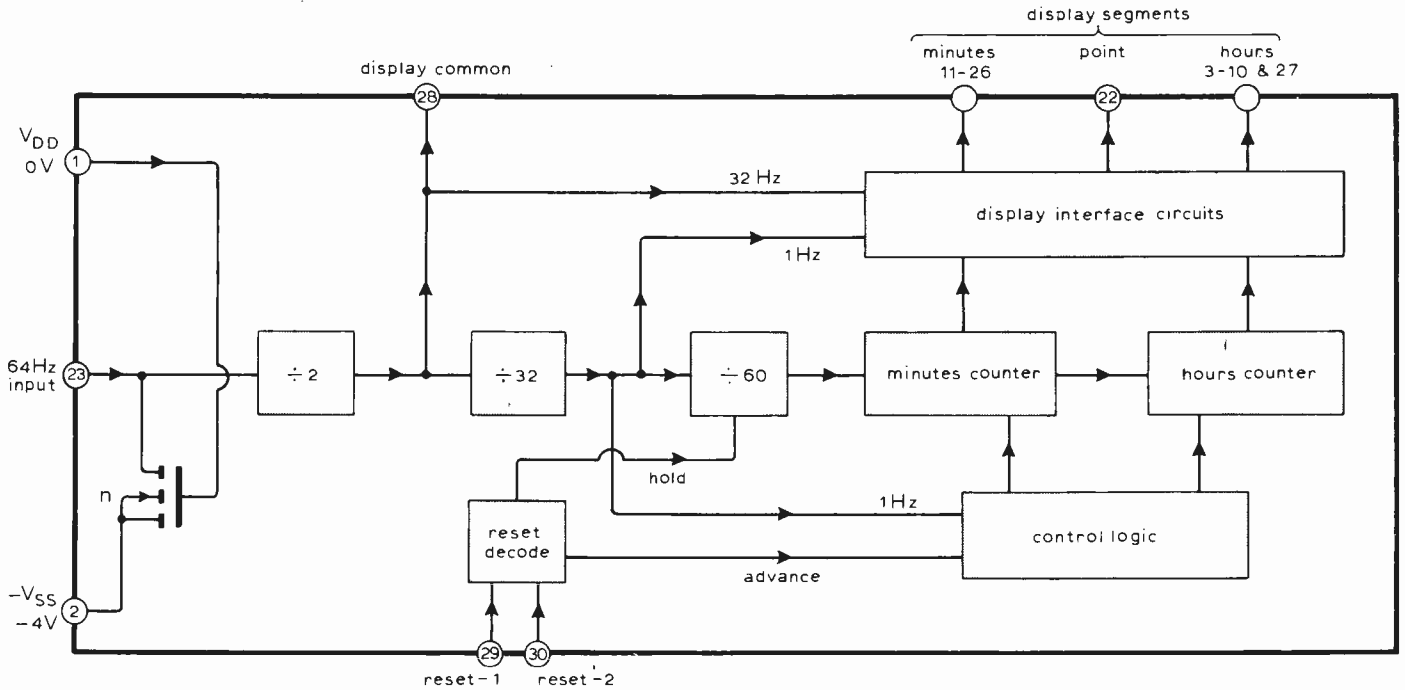 display segments
minutes
11-26
point
hours
3-10 & 27
display common
28
22
VDD
0V
1
32 Hz
display interface circuits
1Hz
64Hz
input
23
÷2
÷32
÷60
minutes counter
hours counter
hold
n
1Hz
reset
decode
control logic
advance
-VSS
-4V
2
29
30
reset-1
reset-2